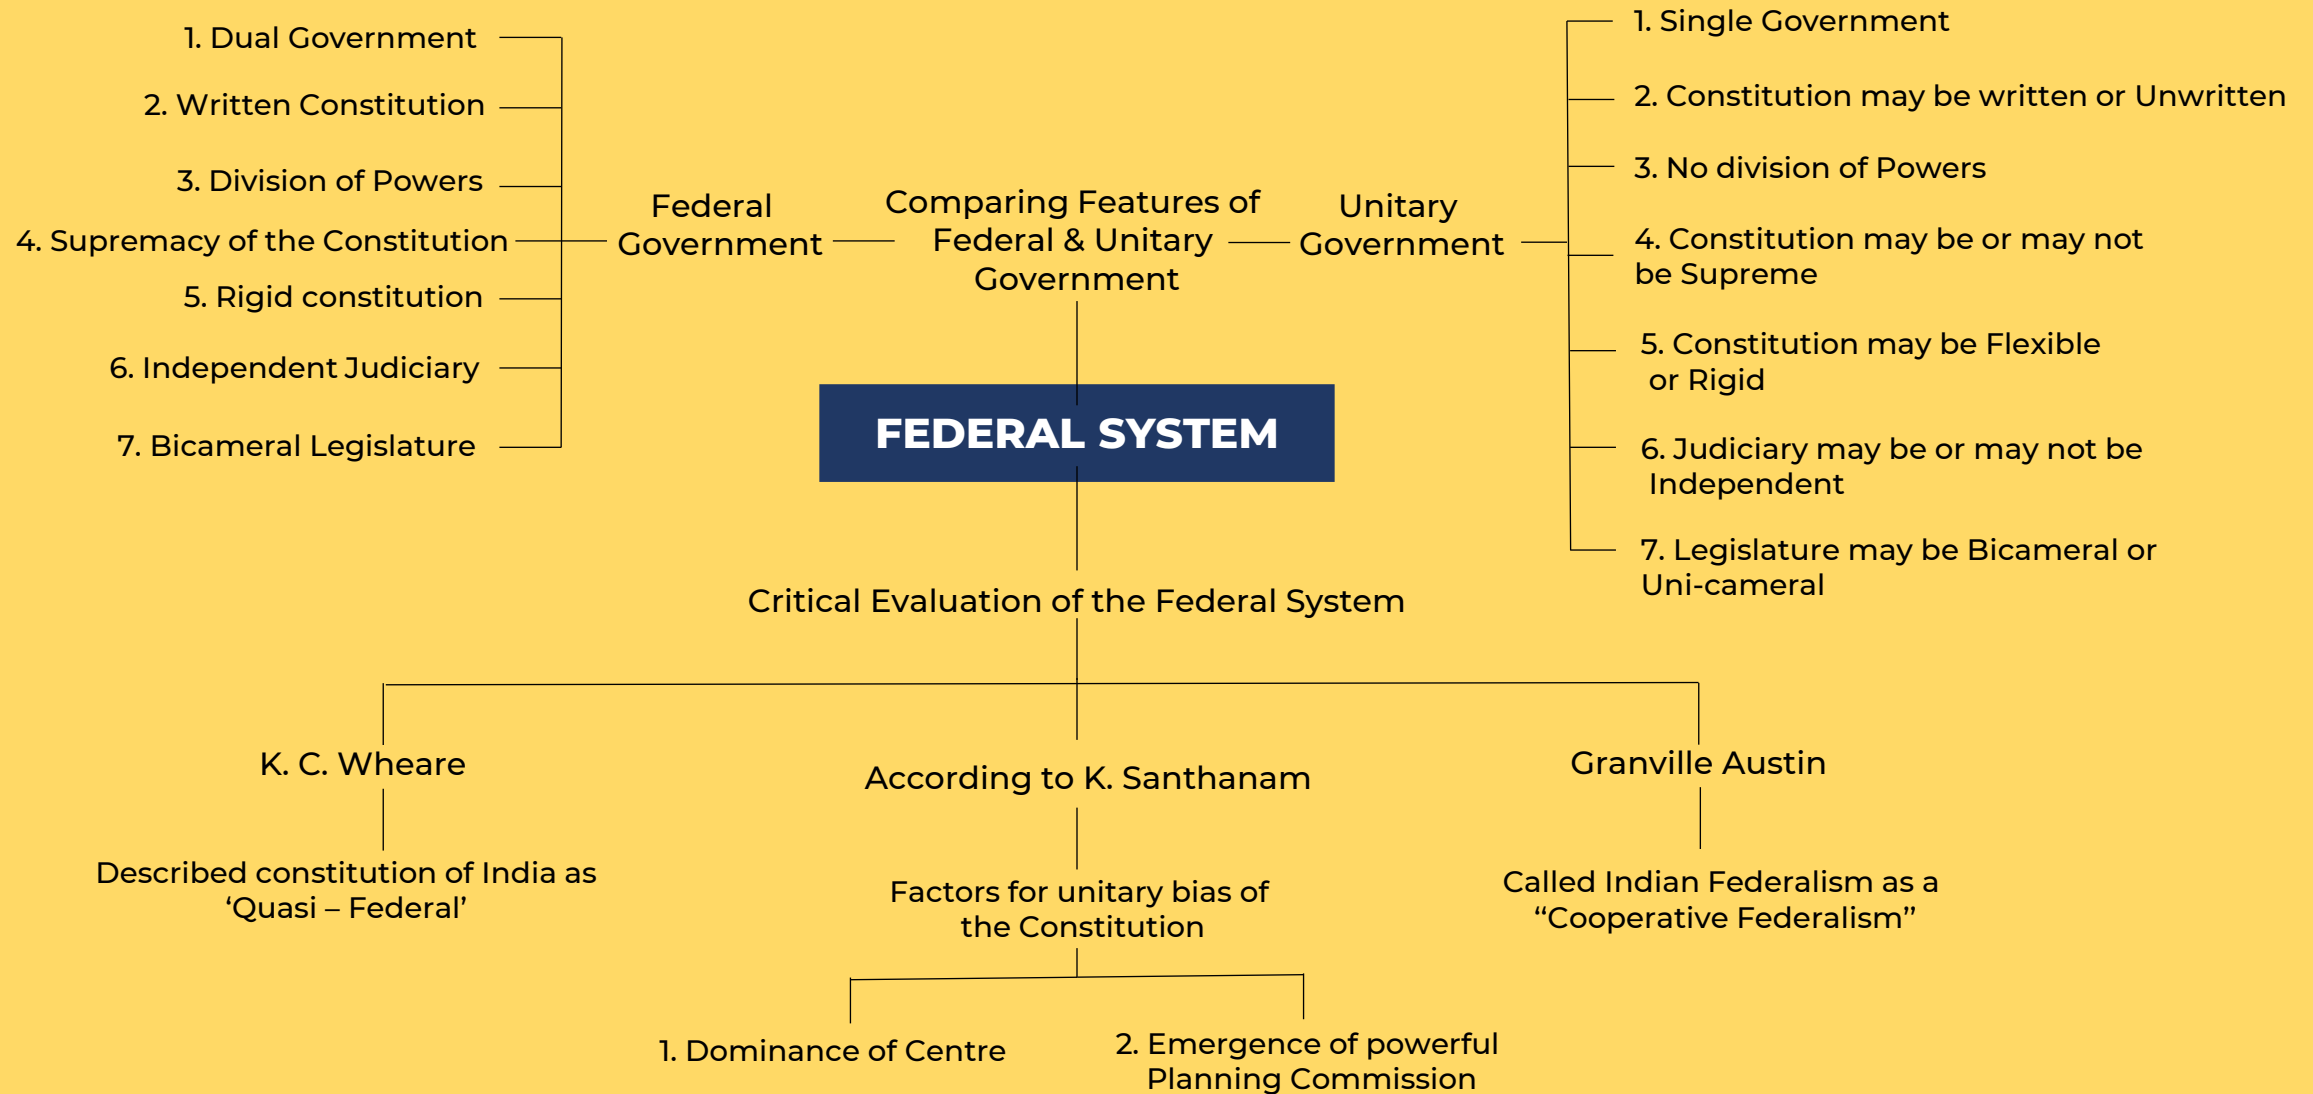 1. Dual Government
2. Written Constitution
3. Division of Powers
4. Supremacy of the Constitution
5. Rigid constitution
6. Independent Judiciary
7. Bicameral Legislature
Federal
Government
Comparing Features of
Federal & Unitary
Government
Unitary
Government
1. Single Government
2. Constitution may be written or Unwritten
3. No division of Powers
4. Constitution may be or may not
be Supreme
5. Constitution may be Flexible
or Rigid
6. Judiciary may be or may not be
Independent
7. Legislature may be Bicameral or
Uni-cameral
FEDERAL SYSTEM
Critical Evaluation of the Federal System
K. C. Wheare
Described constitution of India as
‘Quasi – Federal’
According to K. Santhanam
Factors for unitary bias of
the Constitution
1. Dominance of Centre
2. Emergence of powerful
Planning Commission
Granville Austin
Called Indian Federalism as a
“Cooperative Federalism”